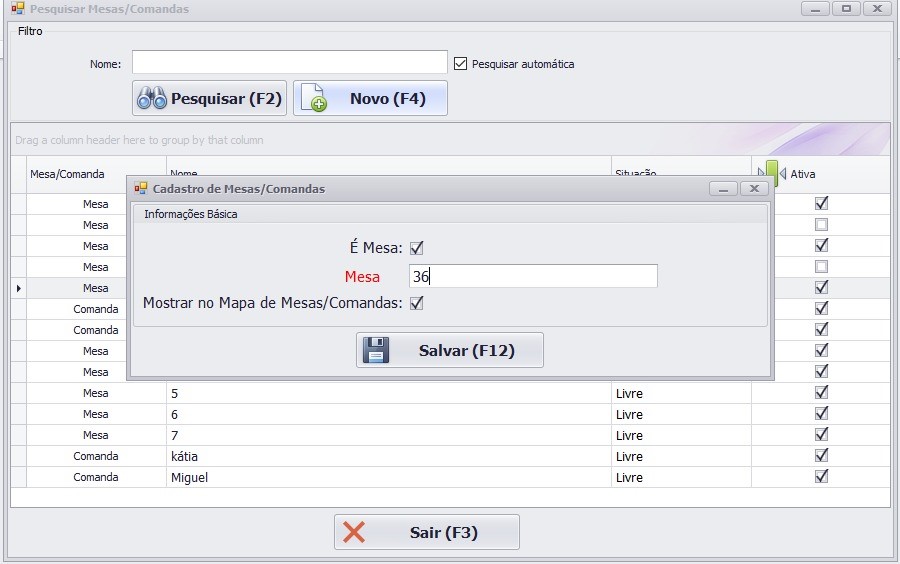 Pesquisar Mesas/Comandas
Filtro
Nome:
Pesquisar automática
Pesquisar (F2)
Novo (F4)
Drag a column header here to group by that column
Mesa/Comanda Nome Situação Ativa
Cadastro de Mesas/Comandas
Informações Básica
É Mesa:
Mesa 36
Mostrar no Mapa de Mesas/Comandas:
Salvar (F12)
Mesa
Mesa
Mesa
Mesa
Mesa
Comanda
Comanda
Mesa
Mesa
Mesa 5 Livre
Mesa 6 Livre
Mesa 7 Livre
Comanda kátia Livre
Comanda Miguel Livre
Sair (F3)